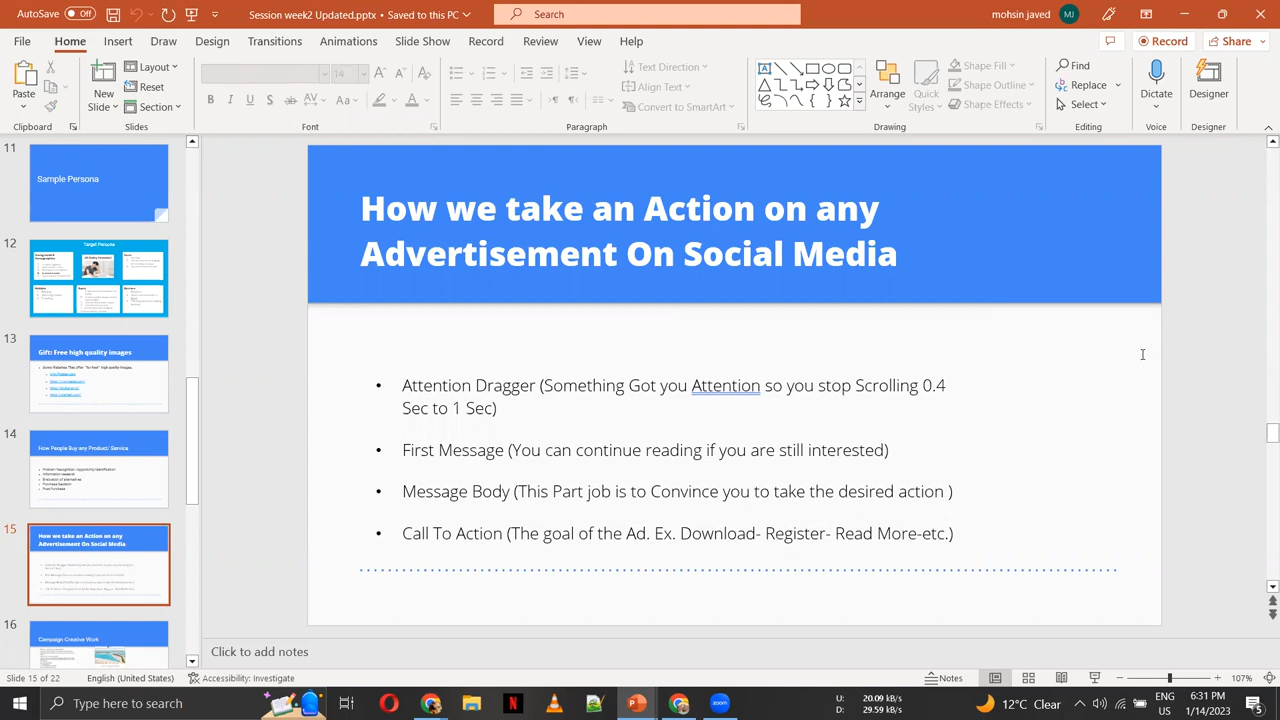 AutoSave Off Session week2 Updated.pptx • Saved to this PC Search mohsin javed MJ
File Home Insert Draw Design Transitions Animations Slide Show Record Review View Help Record Share
Paste New Slide Layout Reset Section 14 Text Direction Align Text Convert to SmartArt Arrange Quick Styles Shape Fill Shape Outline Shape Effects Find Replace Select Dictate Designer
Clipboard Slides Font Paragraph Drawing Editing Voice Designer
11
Sample Persona
12
Target Persona
13
Gift: Free high quality images
14
How People Buy any Product/ Service
15
How we take an Action on any
Advertisement On Social Media
16
Campaign Creative Work
How we take an Action on any
Advertisement On Social Media
• Attention Dragger (Something Got you Attention so you stop Scrolling 0.4
Sec to 1 Sec)
• First Message (You can continue reading if you are still interested)
• Message Body (This Part job is to Convince you to take the desired action )
• Call To Action The goal of the Ad. Ex. Download-Register- Read More-etc.)
Click to add notes
Slide 15 of 22 English (United States) Accessibility: Investigate Notes 107%
Type here to search zoom U: 20.09 kB/s D: 29.59 kB/s 12°C Clear ENG US 6:31 PM 1/14/2023